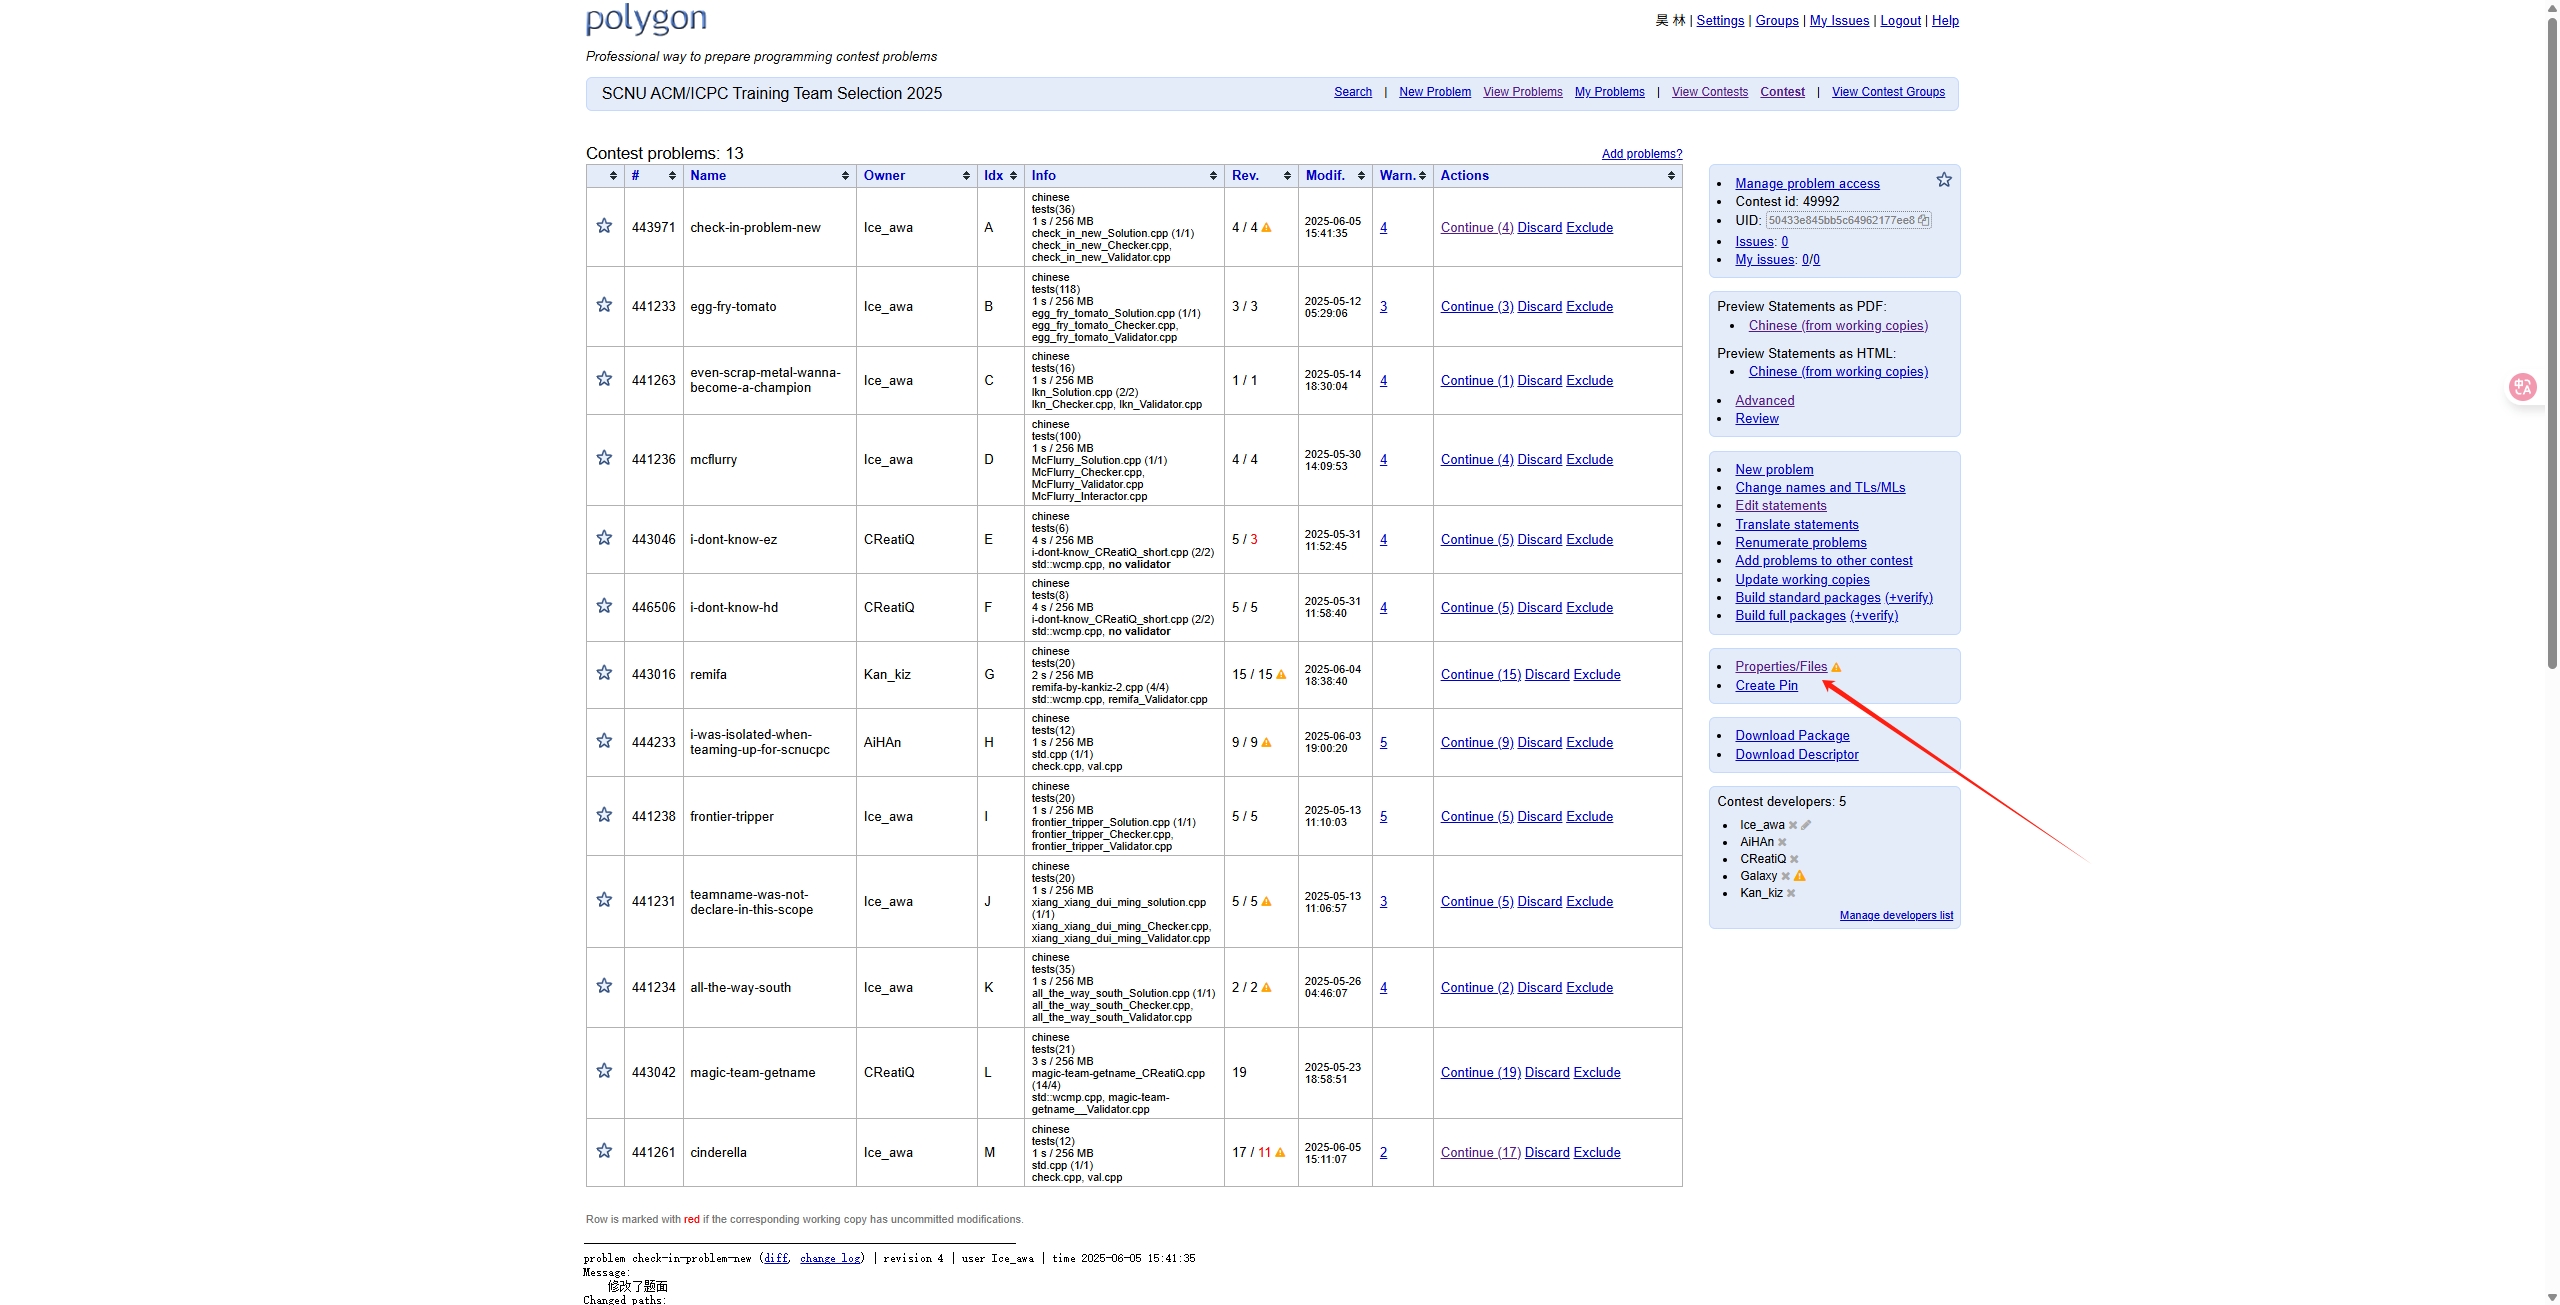 polygon
吴 林 | Settings | Groups | My Issues | Logout | Help
Professional way to prepare programming contest problems
SCNU ACM/ICPC Training Team Selection 2025
Search | New Problem View Problems My Problems | View Contests Contest | View Contest Groups
Contest problems: 13
Add problems?
# Name Owner Idx Info Rev. Modif. Warn. Actions
443971 check-in-problem-new Ice_awa A
chinese
tests(36)
1 s / 256 MB
check_in_new_Solution.cpp (1/1)
check_in_new_Checker.cpp,
check_in_new_Validator.cpp
4 / 4
2025-06-05
15:41:35
4
Continue (4) Discard Exclude
441233 egg-fry-tomato Ice_awa B
chinese
tests(118)
1 s / 256 MB
egg_fry_tomato_Solution.cpp (1/1)
egg_fry_tomato_Checker.cpp,
egg_fry_tomato_Validator.cpp
3 / 3
2025-05-12
05:29:06
3
Continue (3) Discard Exclude
441263
even-scrap-metal-wanna-
become-a-champion
Ice_awa C
chinese
tests(16)
1 s / 256 MB
lkn_Solution.cpp (2/2)
lkn_Checker.cpp, lkn_Validator.cpp
1 / 1
2025-05-14
18:30:04
4
Continue (1) Discard Exclude
441236 mcflurry Ice_awa D
chinese
tests(100)
1 s / 256 MB
McFlurry_Solution.cpp (1/1)
McFlurry_Checker.cpp,
McFlurry_Validator.cpp
McFlurry_Interactor.cpp
4 / 4
2025-05-30
14:09:53
4
Continue (4) Discard Exclude
443046 i-dont-know-ez CReatiQ E
chinese
tests(6)
4 s / 256 MB
i-dont-know_CReatiQ_short.cpp (2/2)
std::wcmp.cpp, no validator
5 / 3
2025-05-31
11:52:45
4
Continue (5) Discard Exclude
446506 i-dont-know-hd CReatiQ F
chinese
tests(8)
4 s / 256 MB
i-dont-know_CReatiQ_short.cpp (2/2)
std::wcmp.cpp, no validator
5 / 5
2025-05-31
11:58:40
4
Continue (5) Discard Exclude
443016 remifa Kan_kiz G
chinese
tests(20)
2 s / 256 MB
remifa-by-kankiz-2.cpp (4/4)
std::wcmp.cpp, remifa_Validator.cpp
15 / 15
2025-06-04
18:38:40
Continue (15) Discard Exclude
444233
i-was-isolated-when-
teaming-up-for-scnucpc
AiHAn H
chinese
tests(12)
1 s / 256 MB
std.cpp (1/1)
check.cpp, val.cpp
9 / 9
2025-06-03
19:00:20
5
Continue (9) Discard Exclude
441238 frontier-tripper Ice_awa I
chinese
tests(20)
1 s / 256 MB
frontier_tripper_Solution.cpp (1/1)
frontier_tripper_Checker.cpp,
frontier_tripper_Validator.cpp
5 / 5
2025-05-13
11:10:03
5
Continue (5) Discard Exclude
441231
teamname-was-not-
declare-in-this-scope
Ice_awa J
chinese
tests(20)
1 s / 256 MB
xiang_xiang_dui_ming_solution.cpp
(1/1)
xiang_xiang_dui_ming_Checker.cpp,
xiang_xiang_dui_ming_Validator.cpp
5 / 5
2025-05-13
11:06:57
3
Continue (5) Discard Exclude
441234 all-the-way-south Ice_awa K
chinese
tests(35)
1 s / 256 MB
all_the_way_south_Solution.cpp (1/1)
all_the_way_south_Checker.cpp,
all_the_way_south_Validator.cpp
2 / 2
2025-05-26
04:46:07
4
Continue (2) Discard Exclude
443042 magic-team-getname CReatiQ L
chinese
tests(21)
3 s / 256 MB
magic-team-getname_CReatiQ.cpp
(14/4)
std::wcmp.cpp, magic-team-
getname__Validator.cpp
19
2025-05-23
18:58:51
Continue (19) Discard Exclude
441261 cinderella Ice_awa M
chinese
tests(12)
1 s / 256 MB
std.cpp (1/1)
check.cpp, val.cpp
17 / 11
2025-06-05
15:11:07
2
Continue (17) Discard Exclude
Row is marked with red if the corresponding working copy has uncommitted modifications.
problem check-in-problem-new (diff, change log) | revision 4 | user Ice_awa | time 2025-06-05 15:41:35
Message:
修改了题面
Changed paths:
Manage problem access
Contest id: 49992
UID: 50433e845bb5c64962177ee8
Issues: 0
My issues: 0/0
Preview Statements as PDF:
Chinese (from working copies)
Preview Statements as HTML:
Chinese (from working copies)
Advanced
Review
New problem
Change names and TLs/MLs
Edit statements
Translate statements
Renumerate problems
Add problems to other contest
Update working copies
Build standard packages (+verify)
Build full packages (+verify)
Properties/Files
Create Pin
Download Package
Download Descriptor
Contest developers: 5
Ice_awa
AiHAn
CReatiQ
Galaxy
Kan_kiz
Manage developers list
中A